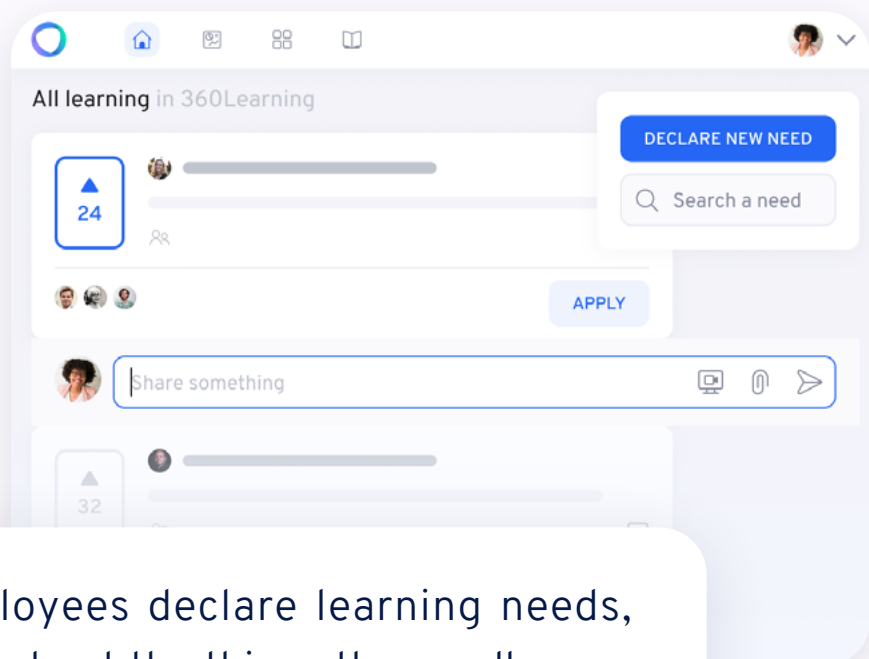 All learning in 360Learning
DECLARE NEW NEED
Search a need
24
APPLY
Share something
32
loyees declare learning needs,